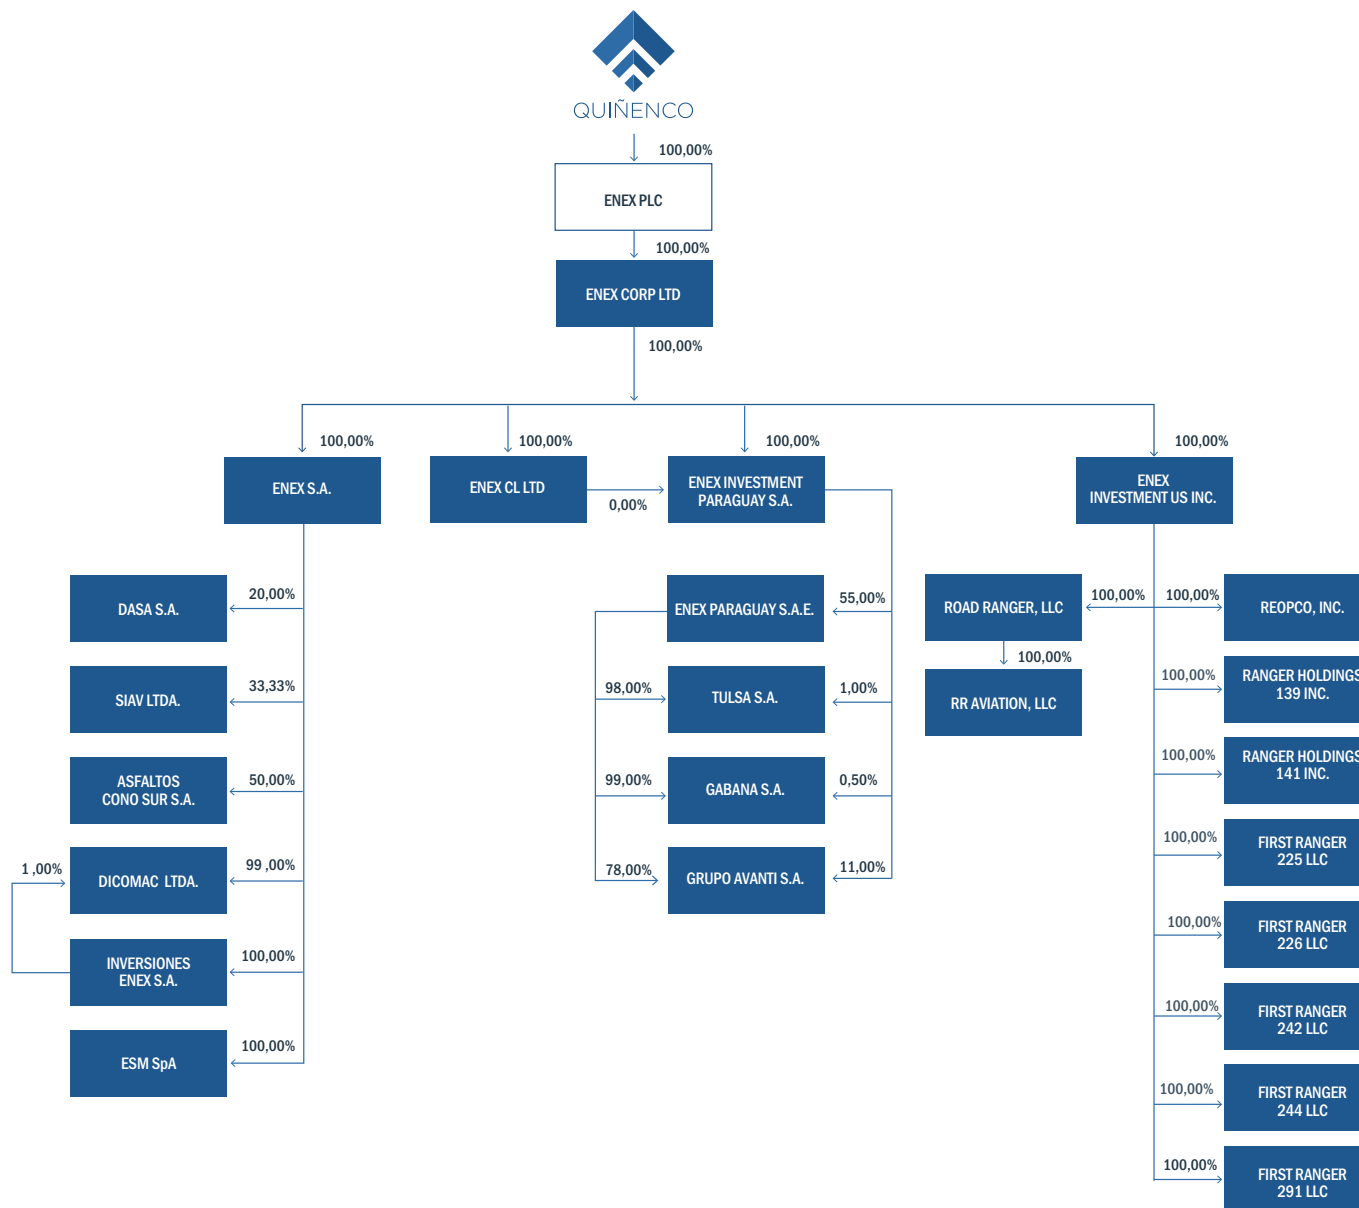 QUIÑENCO
100,00%
ENEX PLC
100,00%
ENEX CORP LTD
100,00%
100,00%
100,00%
100,00%
100,00%
ENEX S.A.
ENEX CL LTD
0,00%
ENEX INVESTMENT
PARAGUAY S.A.
ENEX
INVESTMENT US INC.
DASA S.A.
20,00%
SIAV LTDA.
33,33%
ASFALTOS
CONO SUR S.A.
50,00%
1 ,00%
DICOMAC LTDA.
99 ,00%
INVERSIONES
ENEX S.A.
100,00%
ESM SpA
100,00%
ENEX PARAGUAY S.A.E.
55,00%
98,00%
TULSA S.A.
1,00%
99,00%
GABANA S.A.
0,50%
78,00%
GRUPO AVANTI S.A.
11,00%
ROAD RANGER, LLC
100,00%
100,00%
RR AVIATION, LLC
100,00%
REOPCO, INC.
100,00%
RANGER HOLDINGS
139 INC.
100,00%
RANGER HOLDINGS
141 INC.
100,00%
FIRST RANGER
225 LLC
100,00%
FIRST RANGER
226 LLC
100,00%
FIRST RANGER
242 LLC
100,00%
FIRST RANGER
244 LLC
100,00%
FIRST RANGER
291 LLC